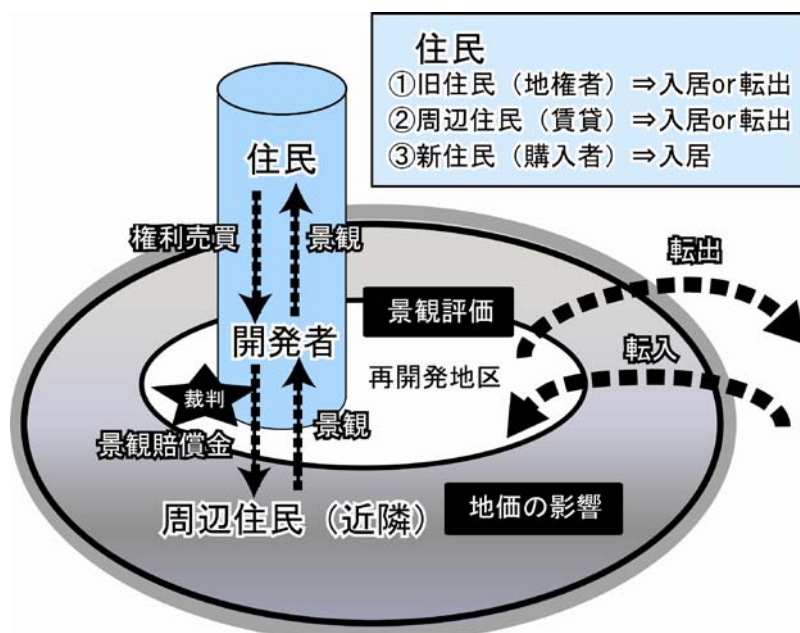 住民
①旧住民（地権者）⇒入居or転出
②周辺住民（賃貸）⇒入居or転出
③新住民（購入者）⇒入居
住民
権利売買
景観
転出
景観評価
開発者
転入
再開発地区
裁判
景観賠償金
景観
周辺住民（近隣）
地価の影響